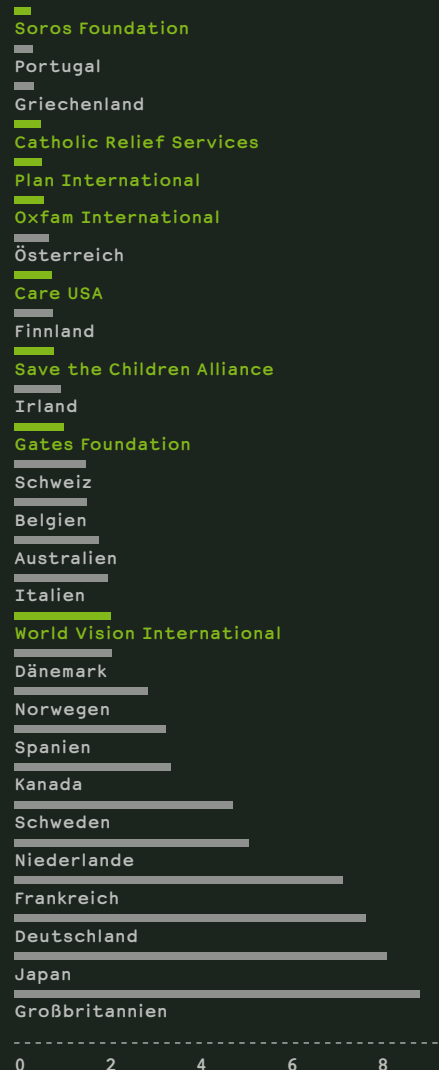 Soros Foundation
Portugal
Griechenland
Catholic Relief Services
Plan International
Oxfam International
Österreich
Care USA
Finnland
Save the Children Alliance
Irland
Gates Foundation
Schweiz
Belgien
Australien
Italien
World Vision International
Dänemark
Norwegen
Spanien
Kanada
Schweden
Niederlande
Frankreich
Deutschland
Japan
Großbritannien
0 2 4 6 8